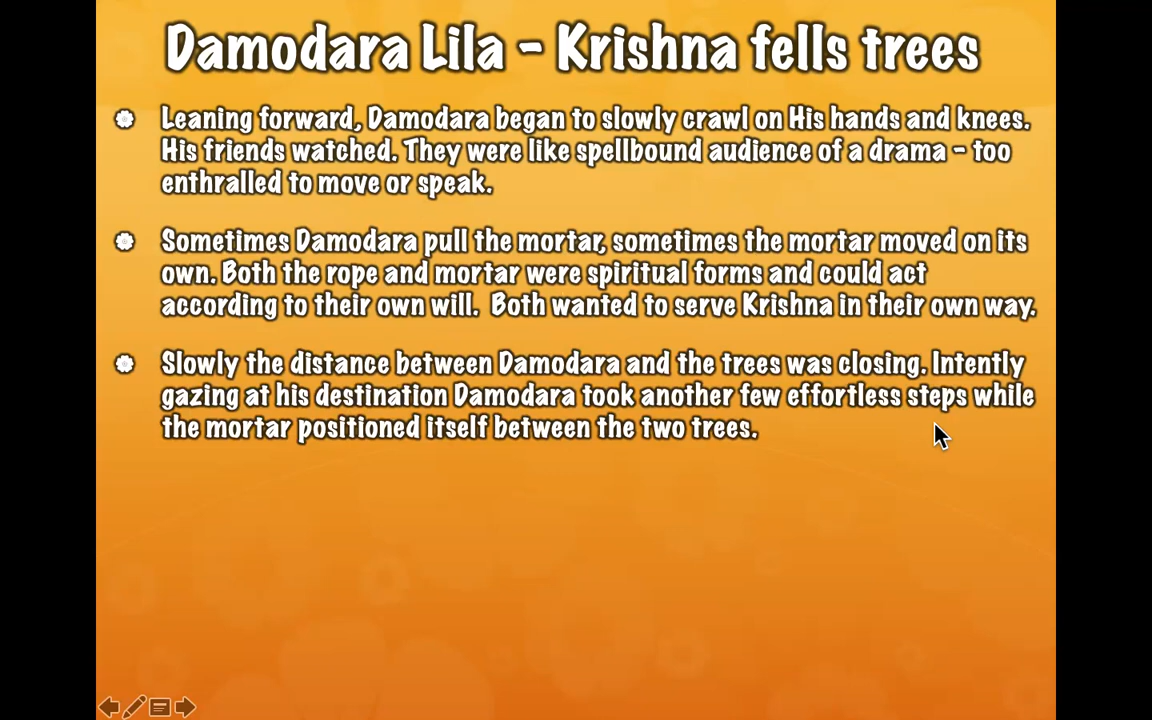 Damodara Lila - Krishna fells trees
Leaning forward, Damodara began to slowly crawl on His hands and knees.
His friends watched. They were like spellbound audience of a drama - too
enthralled to move or speak.
Sometimes Damodara pull the mortar, sometimes the mortar moved on its
own. Both the rope and mortar were spiritual forms and could act
according to their own will.  Both wanted to serve Krishna in their own way.
Slowly the distance between Damodara and the trees was closing. Intently
gazing at his destination Damodara took another few effortless steps while
the mortar positioned itself between the two trees.